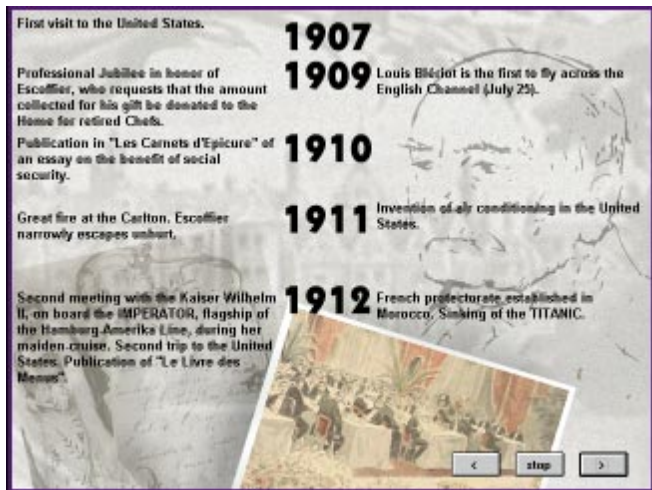 First visit to the United States.
1907
Professional Jubilee in honor of
Escoffier, who requests that the amount
collected for his gift be donated to the
Home for retired Chefs.
1909
Louis Blériot is the first to fly across the
English Channel (July 25).
Publication in "Les Carnets d'Epicure" of
an essay on the benefit of social
security.
1910
Great fire at the Carlton. Escoffier
narrowly escapes unhurt.
1911
Invention of air conditioning in the United
States.
Second meeting with the Kaiser Wilhelm
II, on board the IMPERATOR, flagship of
the Hamburg-Amerika Line, during her
maiden-cruise. Second trip to the United
States. Publication of "Le Livre des
Menus".
1912
French protectorate established in
Morocco. Sinking of the TITANIC.
< stop >